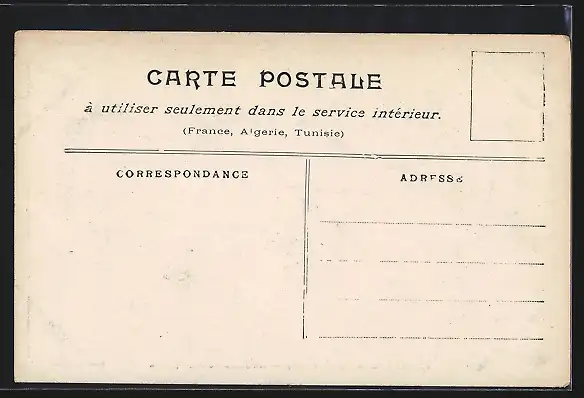 CARTE POSTALE
à utiliser seulement dans le service intérieur.
(France, Algerie, Tunisie)
CORRESPONDANCE
ADRESSE